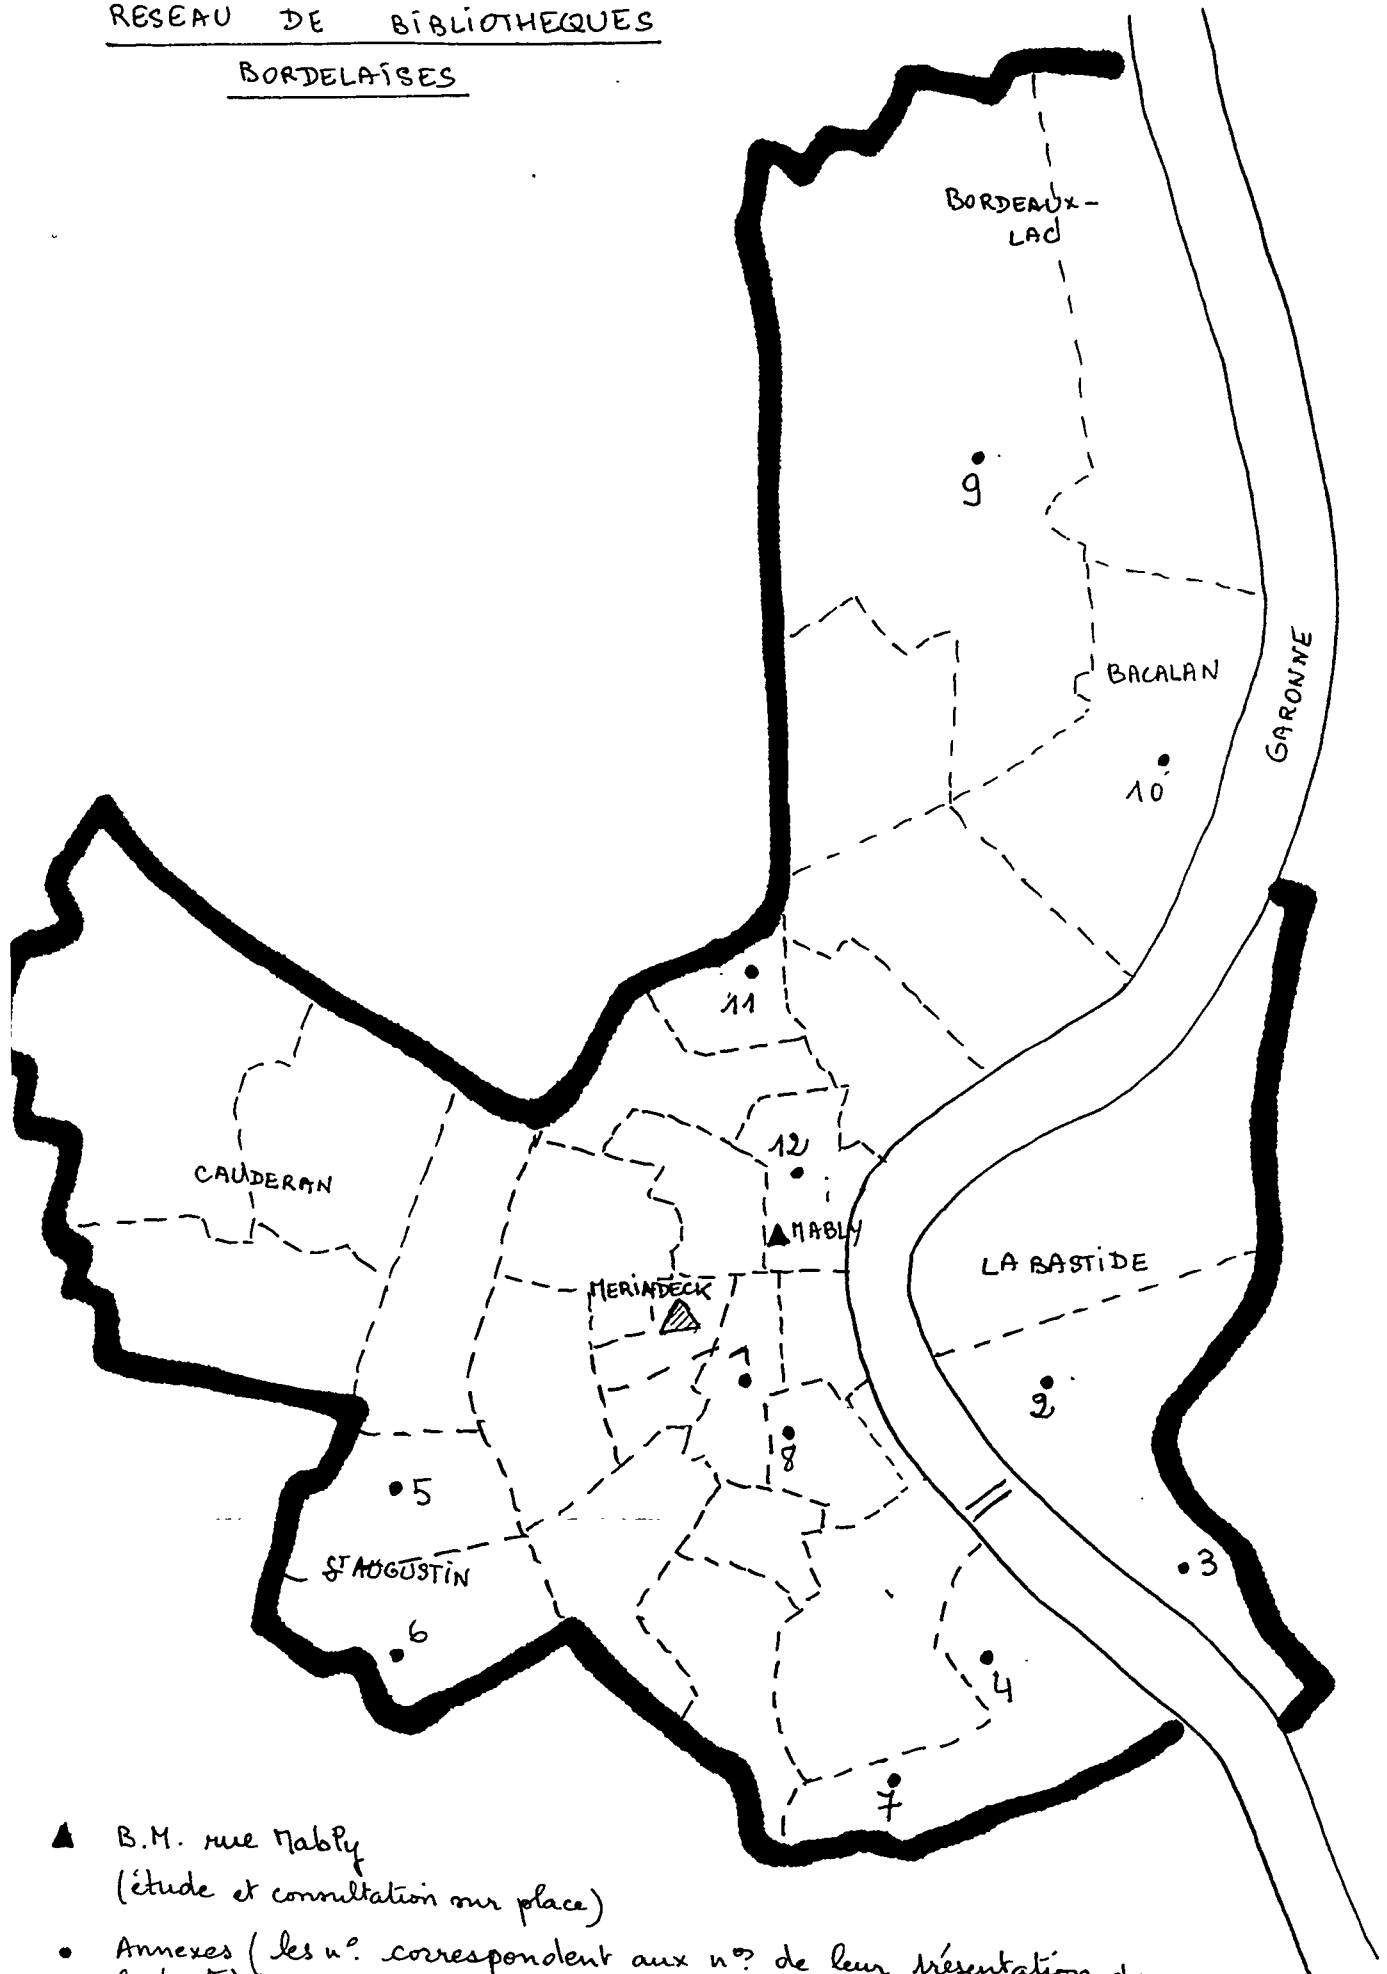 RESEAU DE BIBLIOTHEQUES
BORDELAISES
BORDEAUX-
LAC
9
BACALAN
GARONNE
10
11
CAUDERAN
12
MABLY
LA BASTIDE
MERIADECK
1
2
8
5
ST AUGUSTIN
3
6
4
7
B.M. rue Mably
(étude et consultation sur place)
Annexes (les n°. correspondent aux n°s de leur présentation